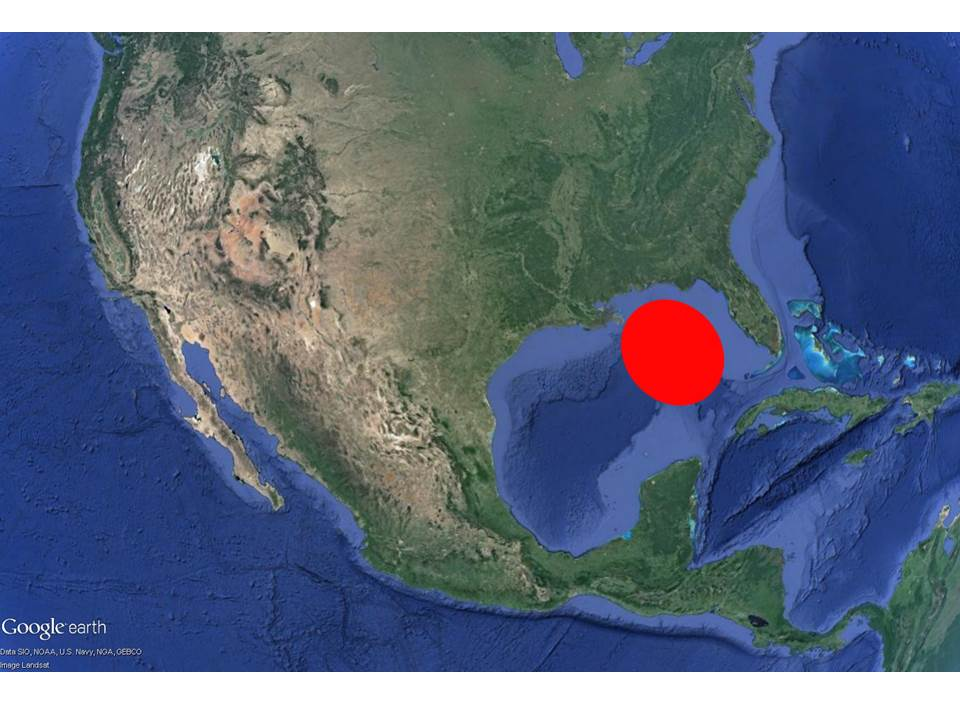 Google earth
Data SIO, NOAA, U.S. Navy, NGA, GEBCO
Image Landsat